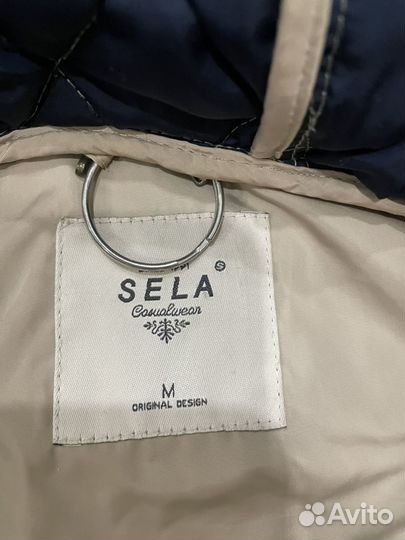 SELA S
Casualwear
M
ORIGINAL DESIGN
Avito